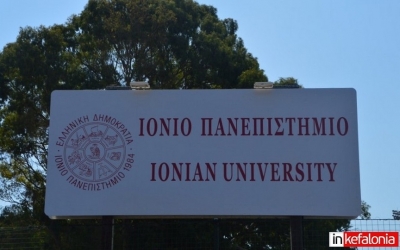 ΕΛΛΗΝΙΚΗ ΔΗΜΟΚΡΑΤΙΑ
ΙΟΝΙΟ ΠΑΝΕΠΙΣΤΗΜΙΟ 1984
ΙΟΝΙΟ ΠΑΝΕΠΙΣΤΗΜΙΟ
IONIAN UNIVERSITY
inkefalonia